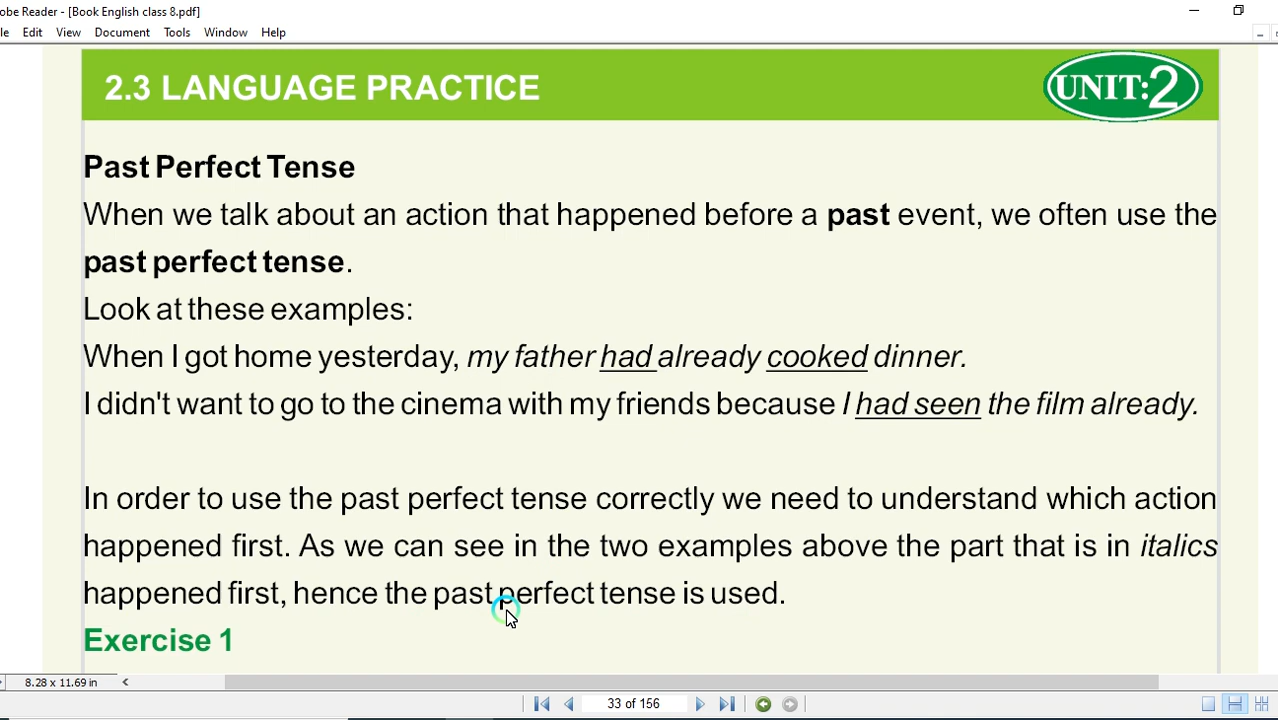 obe Reader - [Book English class 8.pdf]
le Edit View Document Tools Window Help
2.3 LANGUAGE PRACTICE UNIT:2
Past Perfect Tense
When we talk about an action that happened before a past event, we often use the
past perfect tense.
Look at these examples:
When I got home yesterday, my father had already cooked dinner.
I didn't want to go to the cinema with my friends because I had seen the film already.
In order to use the past perfect tense correctly we need to understand which action
happened first. As we can see in the two examples above the part that is in italics
happened first, hence the past perfect tense is used.
Exercise 1
8.28 x 11.69 in
33 of 156